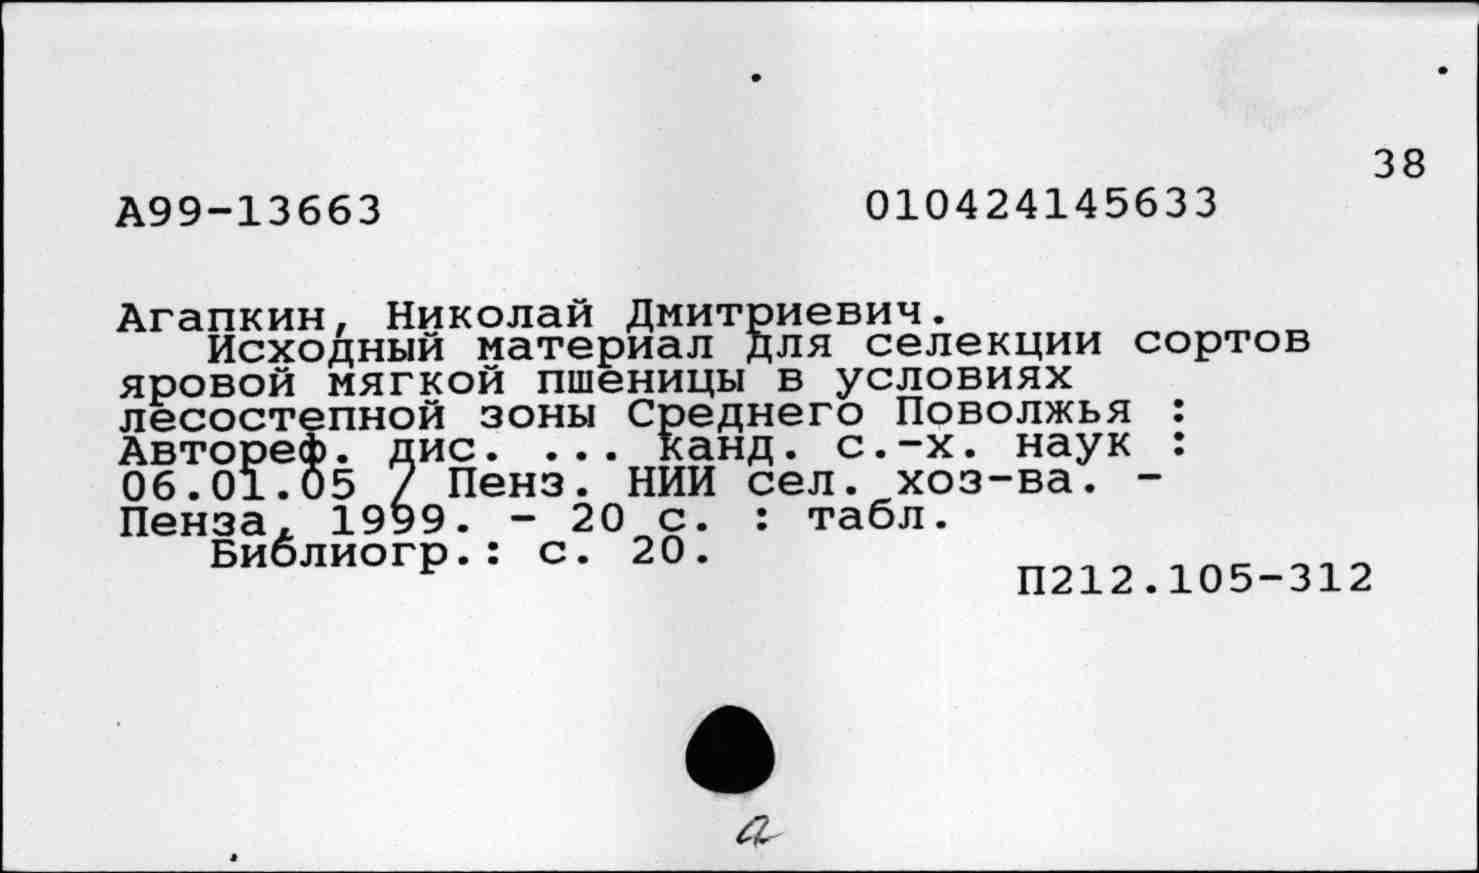 38
А99-13663 010424145633
Агапкин, Николай Дмитриевич.
Исходный материал для селекции сортов
яровой мягкой пшеницы в условиях
лесостепной зоны Среднего Поволжья :
Автореф. дис. ... канд. с.-х. наук :
06.01.05 / Пенз. НИИ сел. хоз-ва. -
Пенза, 1999. - 20 с. : табл.
Библиогр.: с. 20.
П212.105-312
а